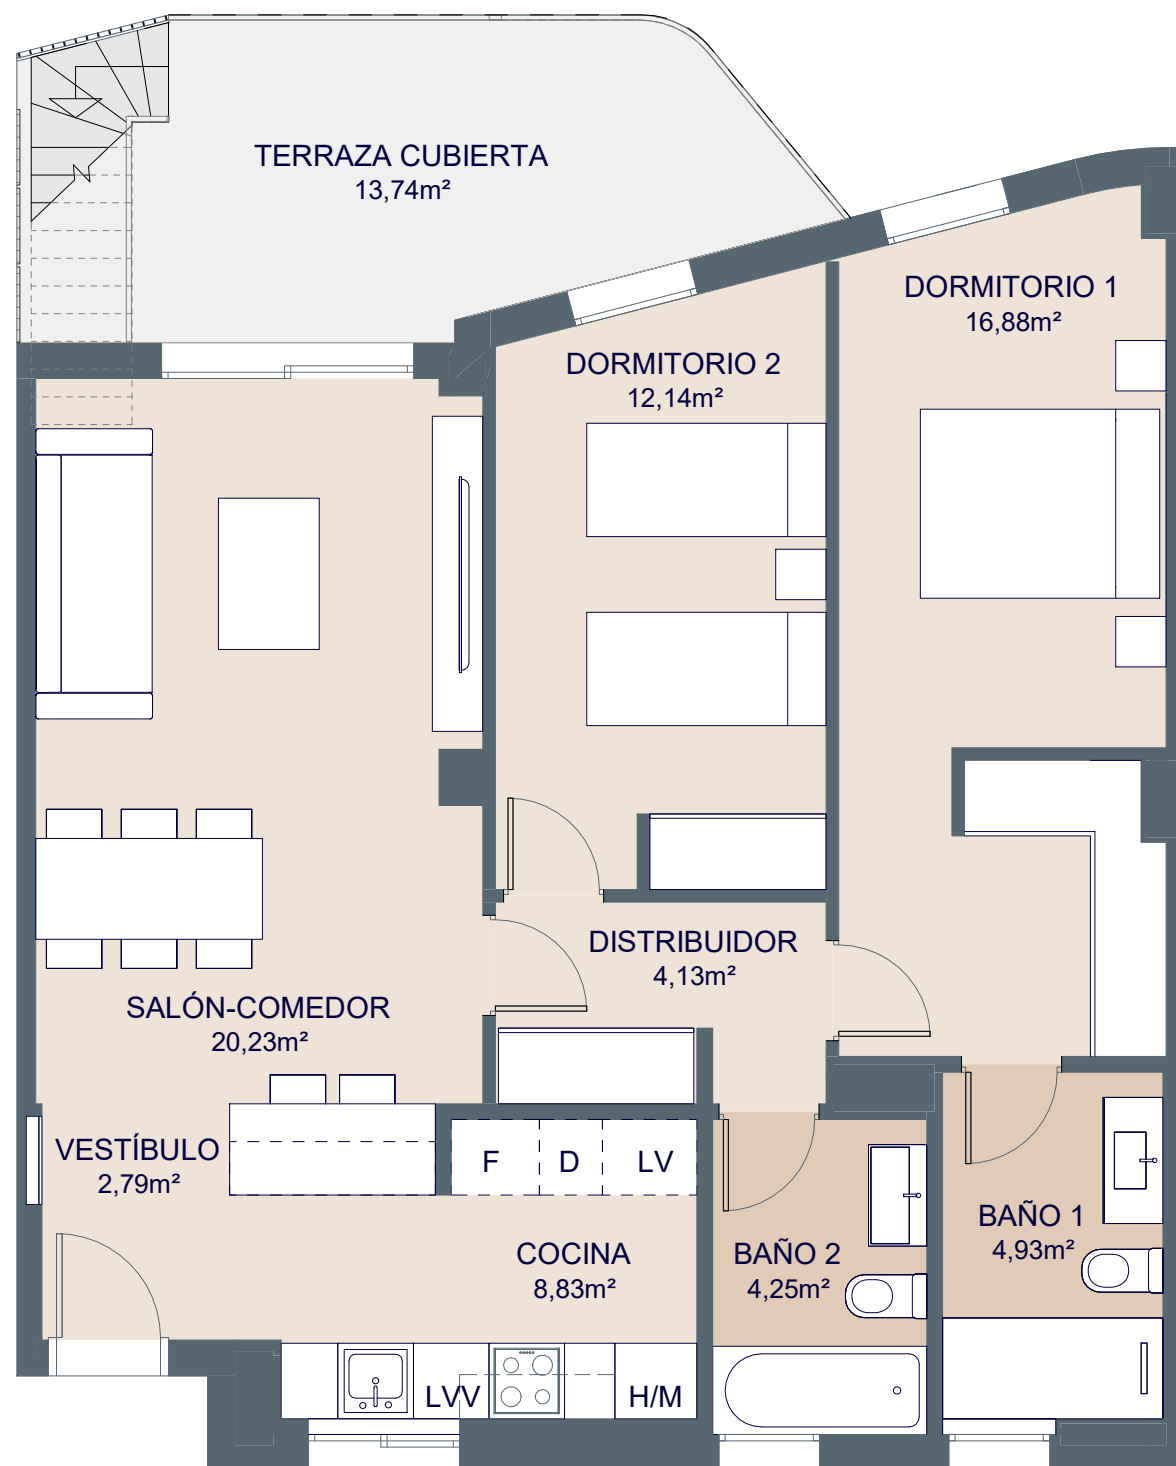 TERRAZA CUBIERTA
13,74m²
DORMITORIO 1
16,88m²
DORMITORIO 2
12,14m²
DISTRIBUIDOR
4,13m²
SALÓN-COMEDOR
20,23m²
VESTÍBULO
2,79m²
F D LV
COCINA
8,83m²
BAÑO 2
4,25m²
BAÑO 1
4,93m²
LVV
H/M